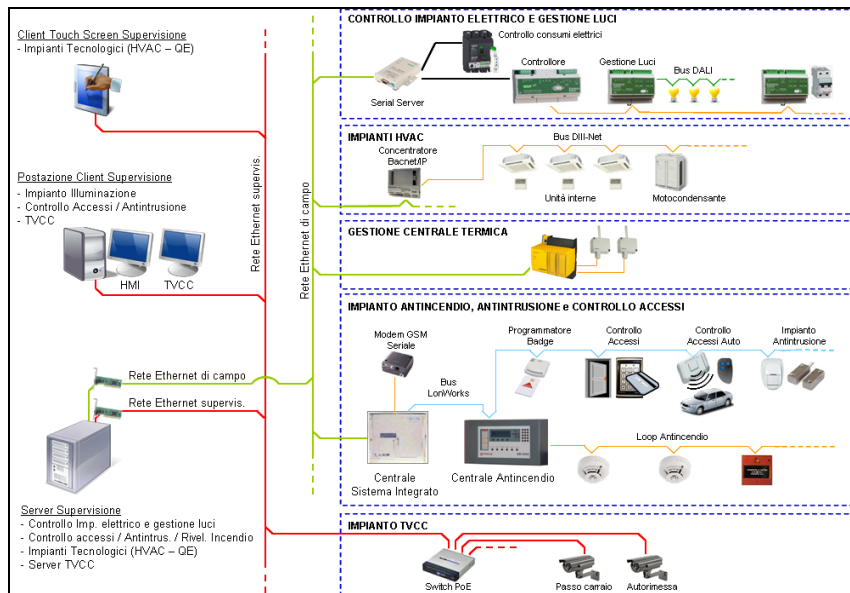 Client Touch Screen Supervisione
- Impianti Tecnologici (HVAC – QE)
Postazione Client Supervisione
- Impianto Illuminazione
- Controllo Accessi / Antintrusione
- TVCC
HMI
TVCC
Rete Ethernet supervis.
Rete Ethernet di campo
Rete Ethernet di campo
Rete Ethernet supervis.
Server Supervisione
- Controllo Imp. elettrico e gestione luci
- Controllo accessi / Antintrus. / Rivel. Incendio
- Impianti Tecnologici (HVAC – QE)
- Server TVCC
CONTROLLO IMPIANTO ELETTRICO E GESTIONE LUCI
Controllo consumi elettrici
Serial Server
Controllore
Gestione Luci
Bus DALI
IMPIANTI HVAC
Concentratore
Bacnet/IP
Bus DIII-Net
Unità interne
Motocondensante
GESTIONE CENTRALE TERMICA
IMPIANTO ANTINCENDIO, ANTINTRUSIONE e CONTROLLO ACCESSI
Modem GSM
Seriale
Programmatore
Badge
Controllo
Accessi
Controllo
Accessi Auto
Impianto
Antintrusione
Bus
LonWorks
Loop Antincendio
Centrale
Sistema Integrato
Centrale Antincendio
IMPIANTO TVCC
Switch PoE
Passo carraio
Autorimessa